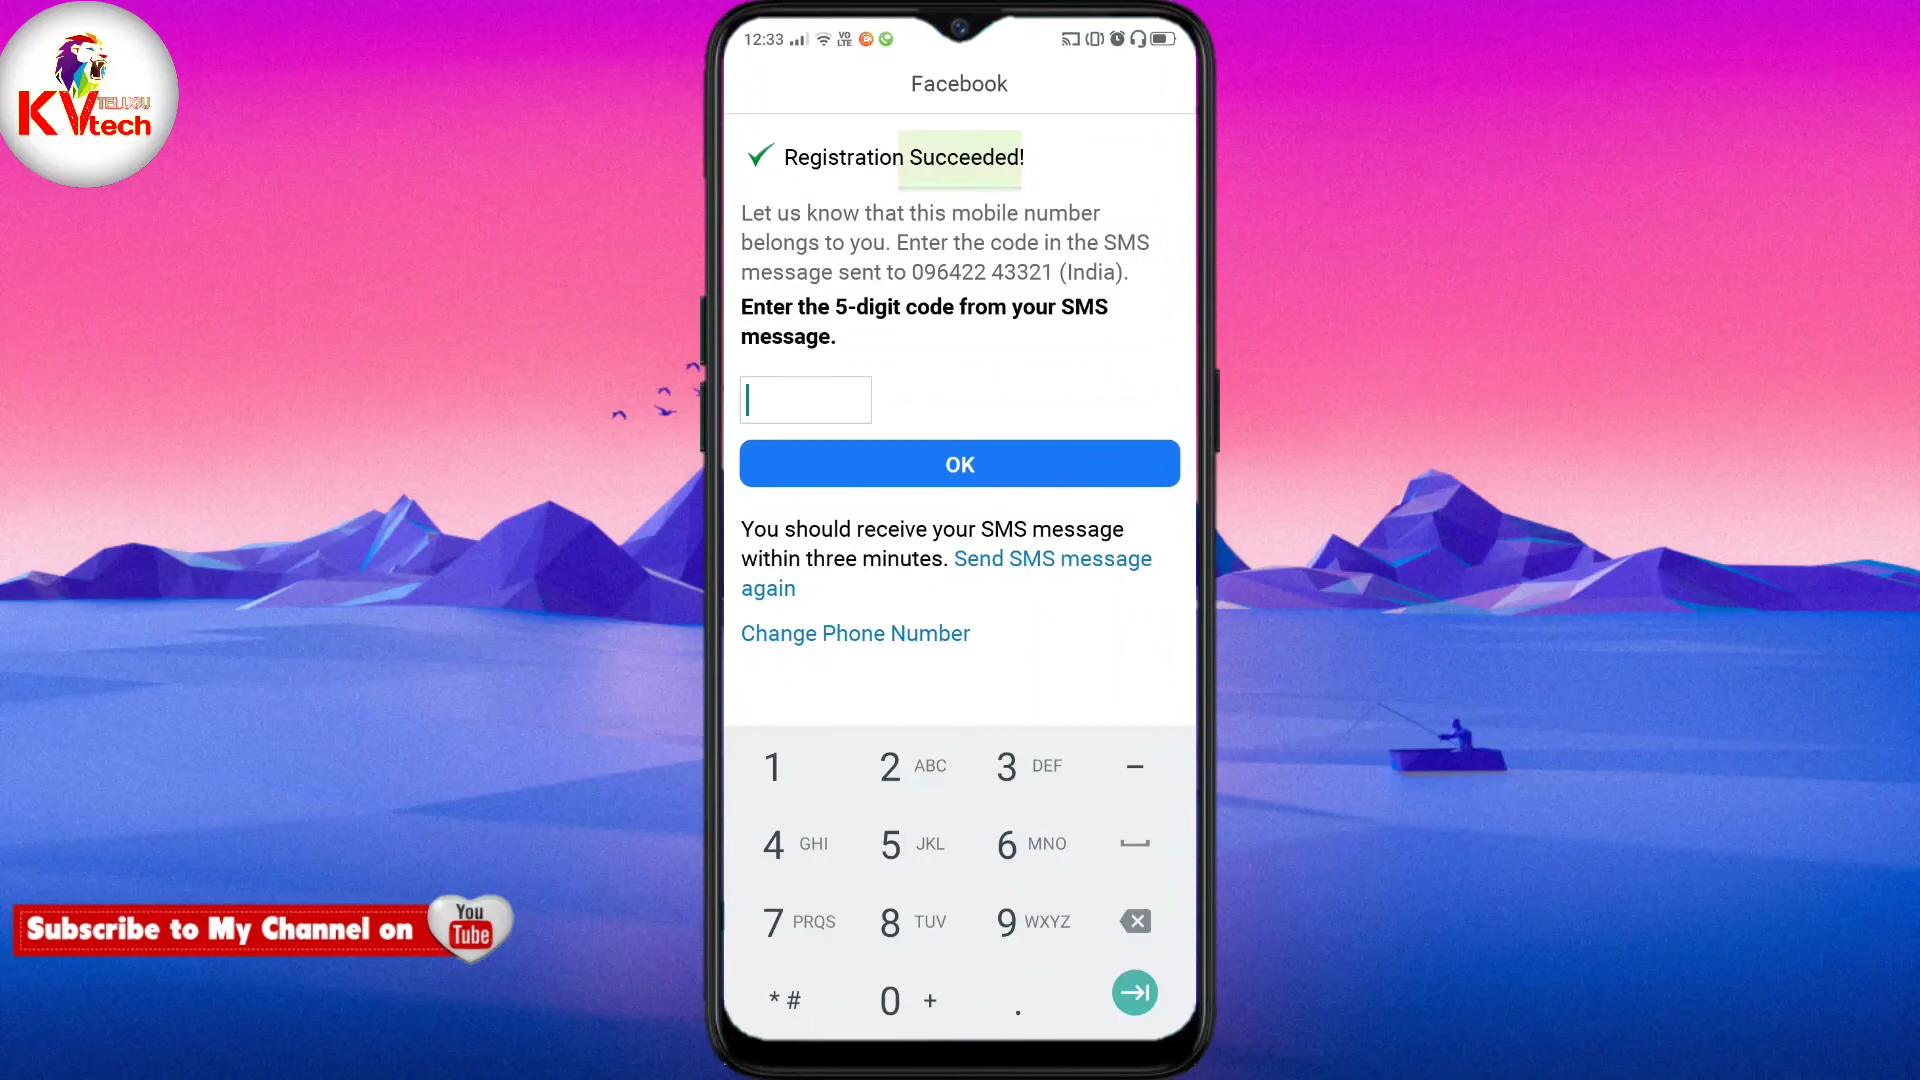 TELUGU
KVtech
12:33
VO
LTE
Facebook
Registration Succeeded!
Let us know that this mobile number
belongs to you. Enter the code in the SMS
message sent to 096422 43321 (India).
Enter the 5-digit code from your SMS
message.
OK
You should receive your SMS message
within three minutes. Send SMS message
again
Change Phone Number
1 2 ABC 3 DEF –
4 GHI 5 JKL 6 MNO
7 PRQS 8 TUV 9 WXYZ
* # 0 + .
Subscribe to My Channel on
You
Tube